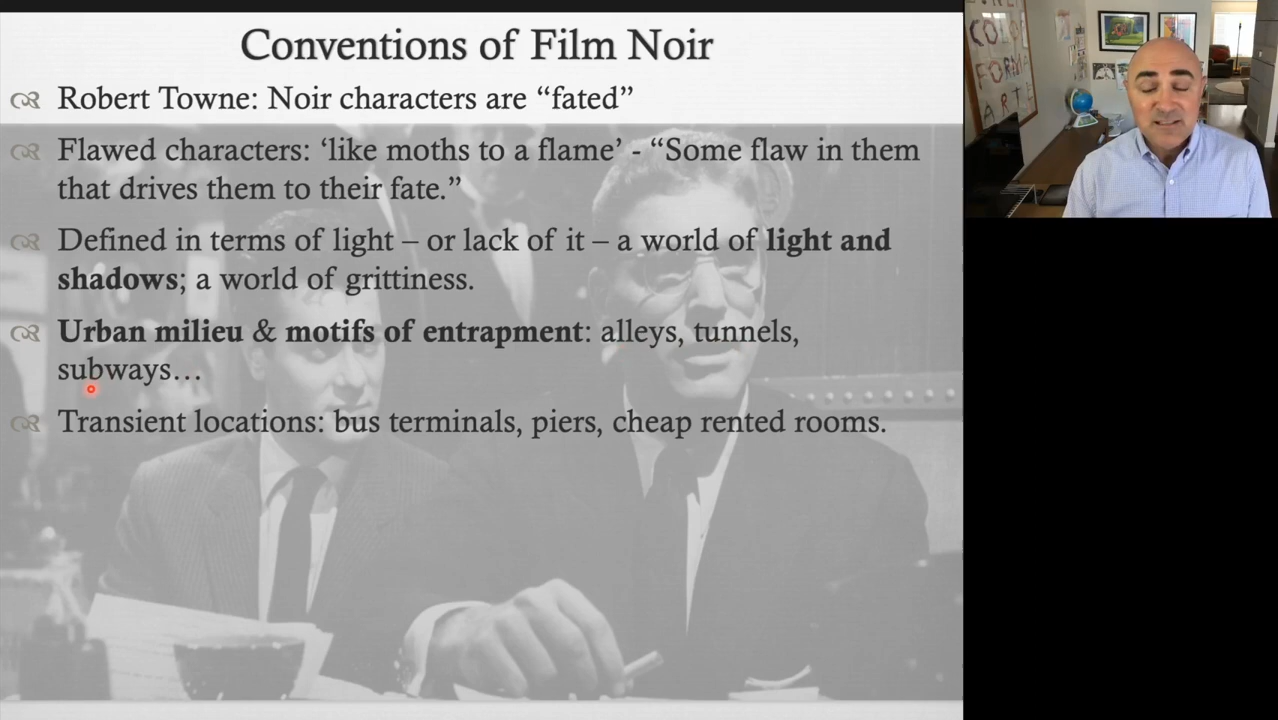 Conventions of Film Noir
Robert Towne: Noir characters are “fated”
Flawed characters: ‘like moths to a flame’ - “Some flaw in them
that drives them to their fate.”
Defined in terms of light – or lack of it – a world of light and
shadows; a world of grittiness.
Urban milieu & motifs of entrapment: alleys, tunnels,
subways…
Transient locations: bus terminals, piers, cheap rented rooms.
COLO
FORM
ART